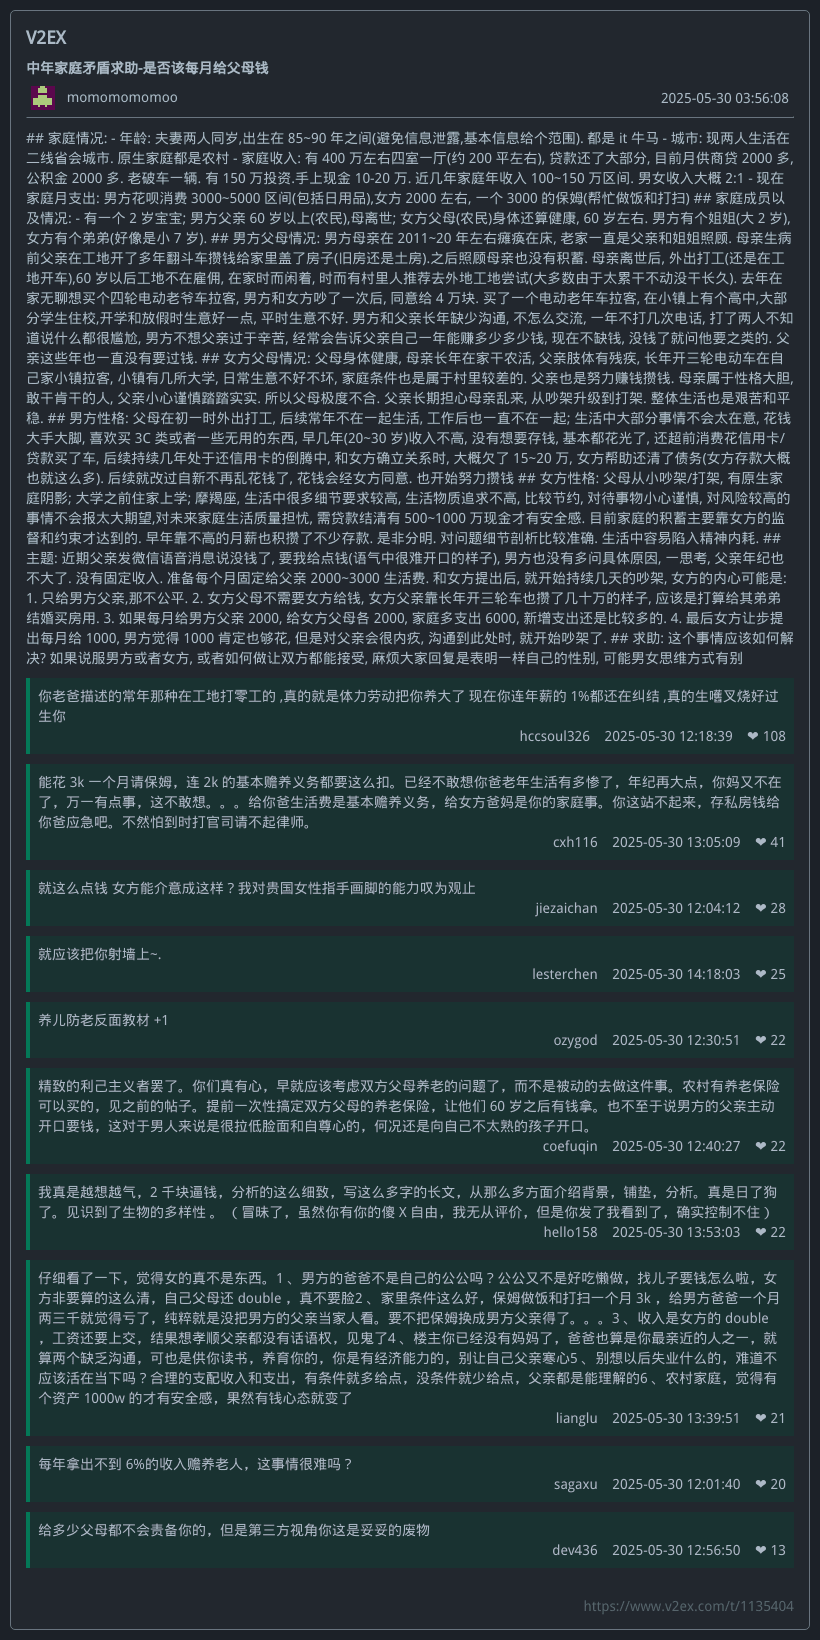 V2EX
中年家庭矛盾求助-是否该每月给父母钱
momomomomoo
2025-05-30 03:56:08
## 家庭情况: - 年龄: 夫妻两人同岁,出生在 85~90 年之间(避免信息泄露,基本信息给个范围). 都是 it 牛马 - 城市: 现两人生活在
二线省会城市. 原生家庭都是农村 - 家庭收入: 有 400 万左右四室一厅(约 200 平左右), 贷款还了大部分, 目前月供商贷 2000 多,
公积金 2000 多. 老破车一辆. 有 150 万投资.手上现金 10-20 万. 近几年家庭年收入 100~150 万区间. 男女收入大概 2:1 - 现在
家庭月支出: 男方花呗消费 3000~5000 区间(包括日用品),女方 2000 左右, 一个 3000 的保姆(帮忙做饭和打扫) ## 家庭成员以
及情况: - 有一个 2 岁宝宝; 男方父亲 60 岁以上(农民),母离世; 女方父母(农民)身体还算健康, 60 岁左右. 男方有个姐姐(大 2 岁),
女方有个弟弟(好像是小 7 岁). ## 男方父母情况: 男方母亲在 2011~20 年左右瘫痪在床, 老家一直是父亲和姐姐照顾. 母亲生病
前父亲在工地开了多年翻斗车攒钱给家里盖了房子(旧房还是土房).之后照顾母亲也没有积蓄. 母亲离世后, 外出打工(还是在工
地开车),60 岁以后工地不在雇佣, 在家时而闲着, 时而有村里人推荐去外地工地尝试(大多数由于太累干不动没干长久). 去年在
家无聊想买个四轮电动老爷车拉客, 男方和女方吵了一次后, 同意给 4 万块. 买了一个电动老年车拉客, 在小镇上有个高中,大部
分学生住校,开学和放假时生意好一点, 平时生意不好. 男方和父亲长年缺少沟通, 不怎么交流, 一年不打几次电话, 打了两人不知
道说什么都很尴尬, 男方不想父亲过于辛苦, 经常会告诉父亲自己一年能赚多少多少钱, 现在不缺钱, 没钱了就问他要之类的. 父
亲这些年也一直没有要过钱. ## 女方父母情况: 父母身体健康, 母亲长年在家干农活, 父亲肢体有残疾, 长年开三轮电动车在自
己家小镇拉客, 小镇有几所大学, 日常生意不好不坏, 家庭条件也是属于村里较差的. 父亲也是努力赚钱攒钱. 母亲属于性格大胆,
敢干肯干的人, 父亲小心谨慎踏踏实实. 所以父母极度不合. 父亲长期担心母亲乱来, 从吵架升级到打架. 整体生活也是艰苦和平
稳. ## 男方性格: 父母在初一时外出打工, 后续常年不在一起生活, 工作后也一直不在一起; 生活中大部分事情不会太在意, 花钱
大手大脚, 喜欢买 3C 类或者一些无用的东西, 早几年(20~30 岁)收入不高, 没有想要存钱, 基本都花光了, 还超前消费花信用卡/
贷款买了车, 后续持续几年处于还信用卡的倒腾中, 和女方确立关系时, 大概欠了 15~20 万, 女方帮助还清了债务(女方存款大概
也就这么多). 后续就改过自新不再乱花钱了, 花钱会经女方同意. 也开始努力攒钱 ## 女方性格: 父母从小吵架/打架, 有原生家
庭阴影; 大学之前住家上学; 摩羯座, 生活中很多细节要求较高, 生活物质追求不高, 比较节约, 对待事物小心谨慎, 对风险较高的
事情不会报太大期望,对未来家庭生活质量担忧, 需贷款结清有 500~1000 万现金才有安全感. 目前家庭的积蓄主要靠女方的监
督和约束才达到的. 早年靠不高的月薪也积攒了不少存款. 是非分明. 对问题细节剖析比较准确. 生活中容易陷入精神内耗. ##
主题: 近期父亲发微信语音消息说没钱了, 要我给点钱(语气中很难开口的样子), 男方也没有多问具体原因, 一思考, 父亲年纪也
不大了. 没有固定收入. 准备每个月固定给父亲 2000~3000 生活费. 和女方提出后, 就开始持续几天的吵架, 女方的内心可能是:
1. 只给男方父亲,那不公平. 2. 女方父母不需要女方给钱, 女方父亲靠长年开三轮车也攒了几十万的样子, 应该是打算给其弟弟
结婚买房用. 3. 如果每月给男方父亲 2000, 给女方父母各 2000, 家庭多支出 6000, 新增支出还是比较多的. 4. 最后女方让步提
出每月给 1000, 男方觉得 1000 肯定也够花, 但是对父亲会很内疚, 沟通到此处时, 就开始吵架了. ## 求助: 这个事情应该如何解
决? 如果说服男方或者女方, 或者如何做让双方都能接受, 麻烦大家回复是表明一样自己的性别, 可能男女思维方式有别
你老爸描述的常年那种在工地打零工的 ,真的就是体力劳动把你养大了 现在你连年薪的 1%都还在纠结 ,真的生嚿叉烧好过
生你
hccsoul326 2025-05-30 12:18:39 ❤ 108
能花 3k 一个月请保姆，连 2k 的基本赡养义务都要这么扣。已经不敢想你爸老年生活有多惨了，年纪再大点，你妈又不在
了，万一有点事，这不敢想。。。给你爸生活费是基本赡养义务，给女方爸妈是你的家庭事。你这站不起来，存私房钱给
你爸应急吧。不然怕到时打官司请不起律师。
cxh116 2025-05-30 13:05:09 ❤ 41
就这么点钱 女方能介意成这样？我对贵国女性指手画脚的能力叹为观止
jiezaichan 2025-05-30 12:04:12 ❤ 28
就应该把你射墙上~.
lesterchen 2025-05-30 14:18:03 ❤ 25
养儿防老反面教材 +1
ozygod 2025-05-30 12:30:51 ❤ 22
精致的利己主义者罢了。你们真有心，早就应该考虑双方父母养老的问题了，而不是被动的去做这件事。农村有养老保险
可以买的，见之前的帖子。提前一次性搞定双方父母的养老保险，让他们 60 岁之后有钱拿。也不至于说男方的父亲主动
开口要钱，这对于男人来说是很拉低脸面和自尊心的，何况还是向自己不太熟的孩子开口。
coefuqin 2025-05-30 12:40:27 ❤ 22
我真是越想越气，2 千块逼钱，分析的这么细致，写这么多字的长文，从那么多方面介绍背景，铺垫，分析。真是日了狗
了。见识到了生物的多样性 。 （ 冒昧了，虽然你有你的傻 X 自由，我无从评价，但是你发了我看到了，确实控制不住 ）
hello158 2025-05-30 13:53:03 ❤ 22
仔细看了一下，觉得女的真不是东西。1 、男方的爸爸不是自己的公公吗？公公又不是好吃懒做，找儿子要钱怎么啦，女
方非要算的这么清，自己父母还 double ，真不要脸2 、家里条件这么好，保姆做饭和打扫一个月 3k ，给男方爸爸一个月
两三千就觉得亏了，纯粹就是没把男方的父亲当家人看。要不把保姆换成男方父亲得了。。。3 、收入是女方的 double
，工资还要上交，结果想孝顺父亲都没有话语权，见鬼了4 、楼主你已经没有妈妈了，爸爸也算是你最亲近的人之一，就
算两个缺乏沟通，可也是供你读书，养育你的，你是有经济能力的，别让自己父亲寒心5 、别想以后失业什么的，难道不
应该活在当下吗？合理的支配收入和支出，有条件就多给点，没条件就少给点，父亲都是能理解的6 、农村家庭，觉得有
个资产 1000w 的才有安全感，果然有钱心态就变了
lianglu 2025-05-30 13:39:51 ❤ 21
每年拿出不到 6%的收入赡养老人，这事情很难吗？
sagaxu 2025-05-30 12:01:40 ❤ 20
给多少父母都不会责备你的，但是第三方视角你这是妥妥的废物
dev436 2025-05-30 12:56:50 ❤ 13
https://www.v2ex.com/t/1135404